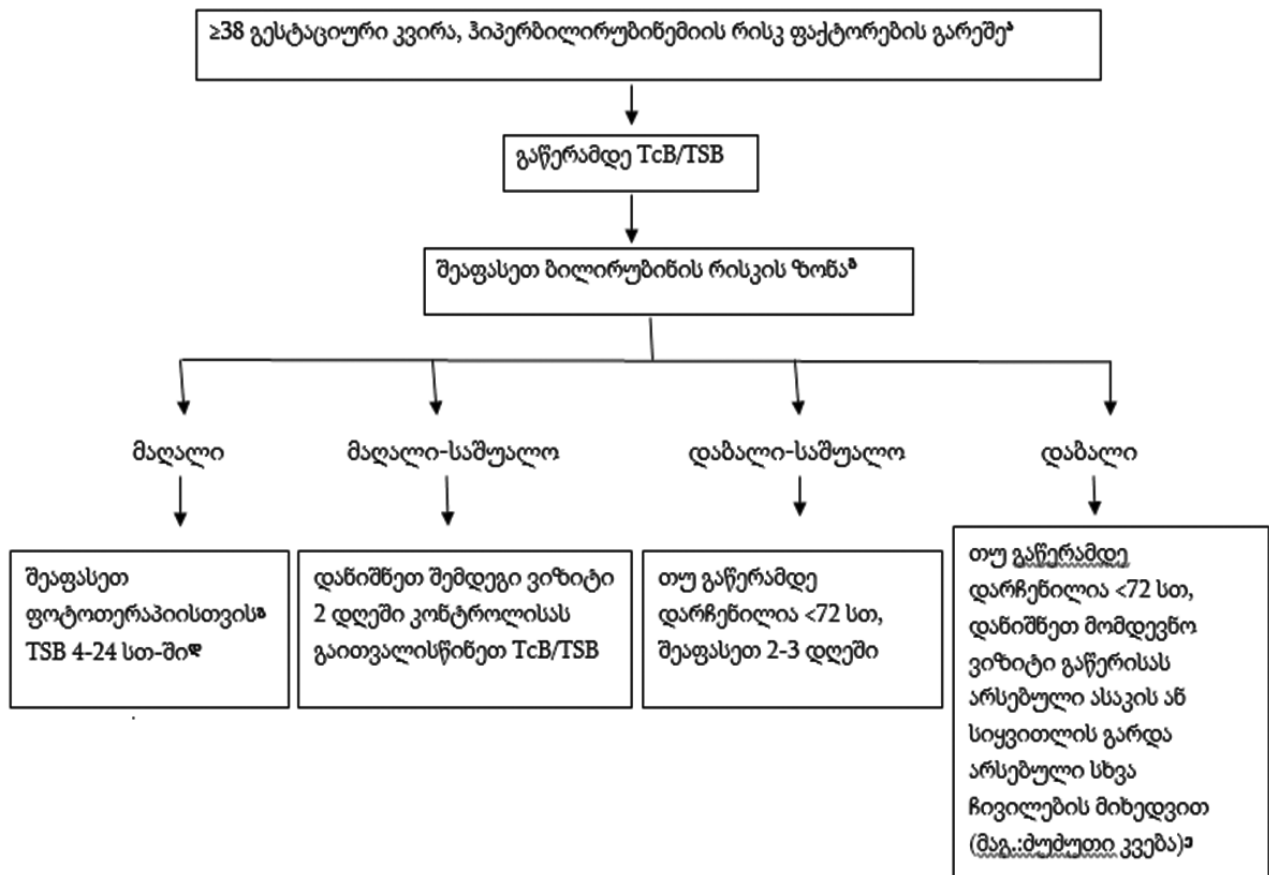 ≥38 გესტაციური კვირა, ჰიპერბილირუბინემიის რისკ ფაქტორების გარეშეᵃ
გაწერამდე TcB/TSB
შეაფასეთ ბილირუბინის რისკის ზონაᵍ
მაღალი
მაღალი-საშუალო
დაბალი-საშუალო
დაბალი
შეაფასეთ
ფოტოთერაპიისთვის
TSB 4-24 სთ-ში
დანიშნეთ შემდეგი ვიზიტი
2 დღეში კონტროლისას
გაითვალისწინეთ TcB/TSB
თუ გაწერამდე
დარჩენილია <72 სთ,
შეაფასეთ 2-3 დღეში
თუ გაწერამდე
დარჩენილია <72 სთ,
დანიშნეთ მომდევნო
ვიზიტი გაწერისას
არსებული ასაკის ან
სიყვითლის გარდა
არსებული სხვა
ჩივილების მიხედვით
(მაგ.:ძუძუთი კვება)